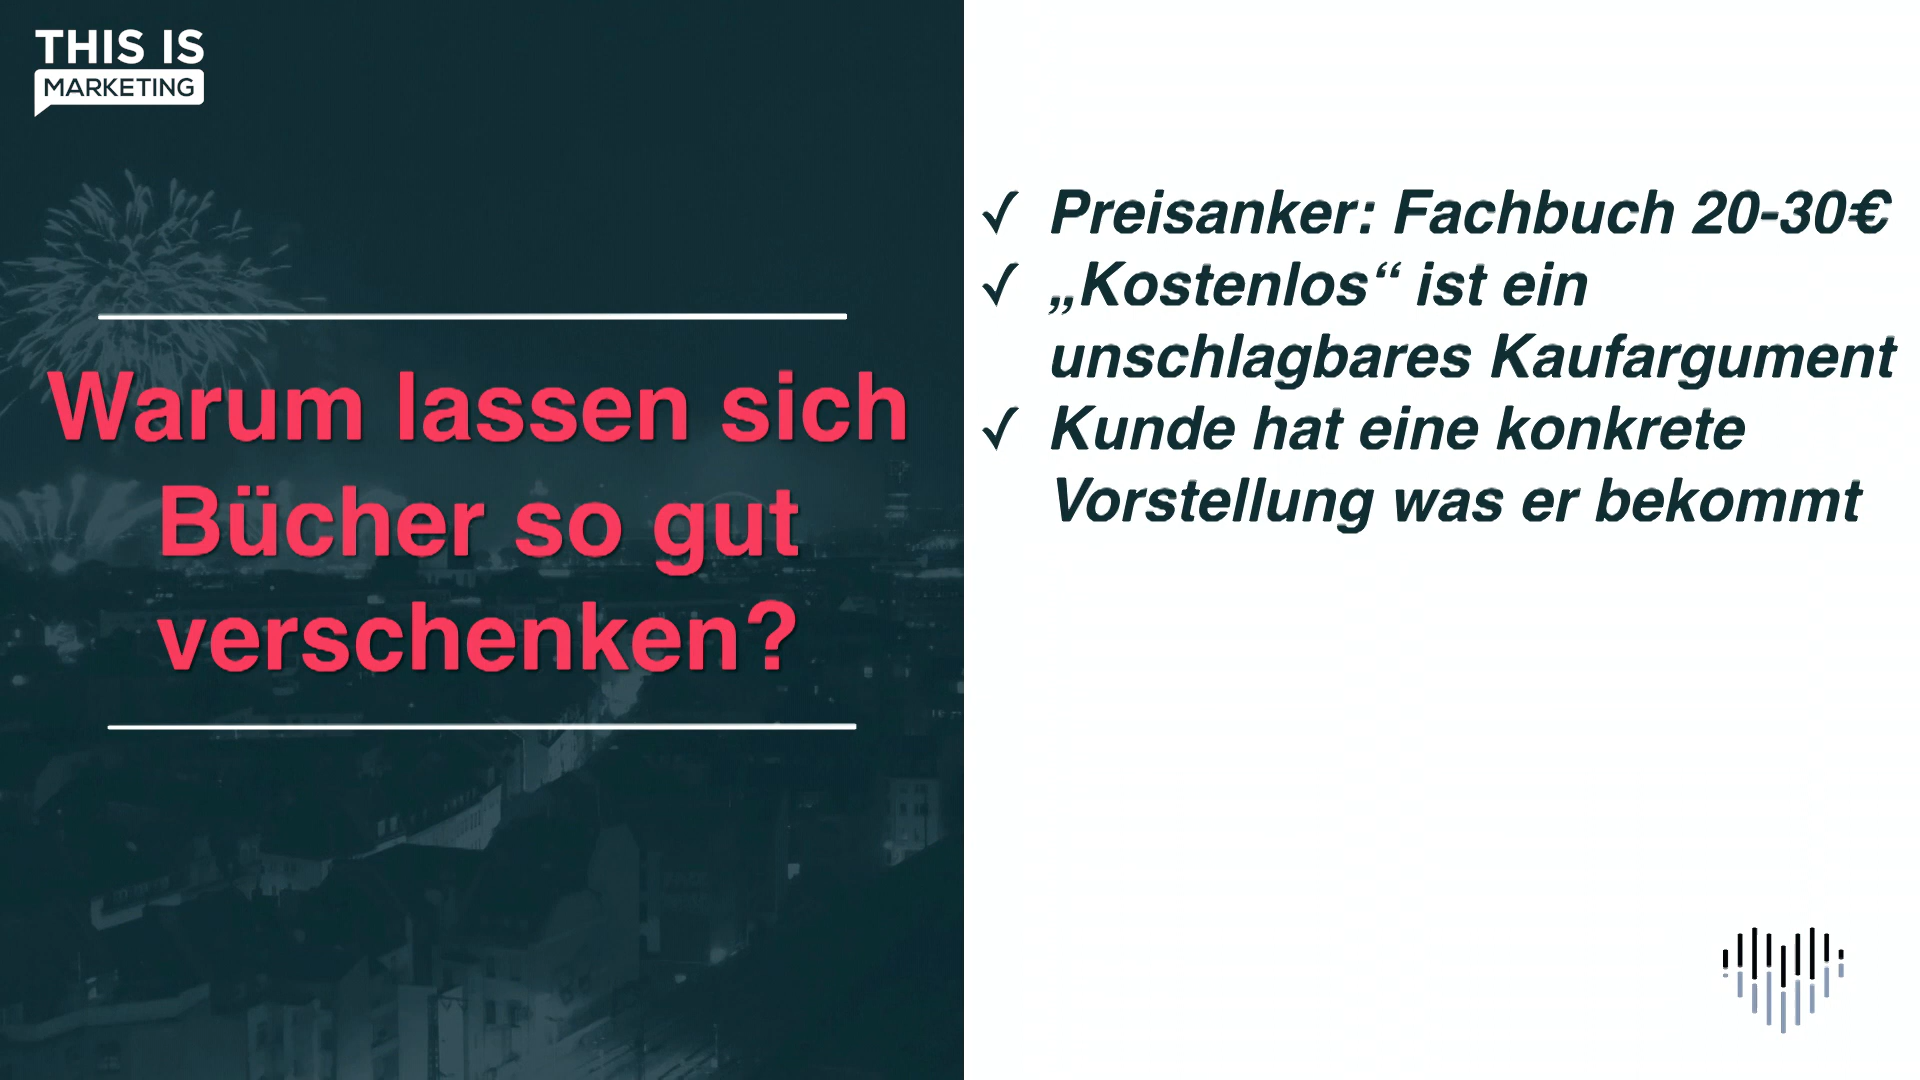 THIS IS
MARKETING
Warum lassen sich
Bücher so gut
verschenken?
✓ Preisanker: Fachbuch 20-30€
✓ „Kostenlos“ ist ein
unschlagbares Kaufargument
✓ Kunde hat eine konkrete
Vorstellung was er bekommt